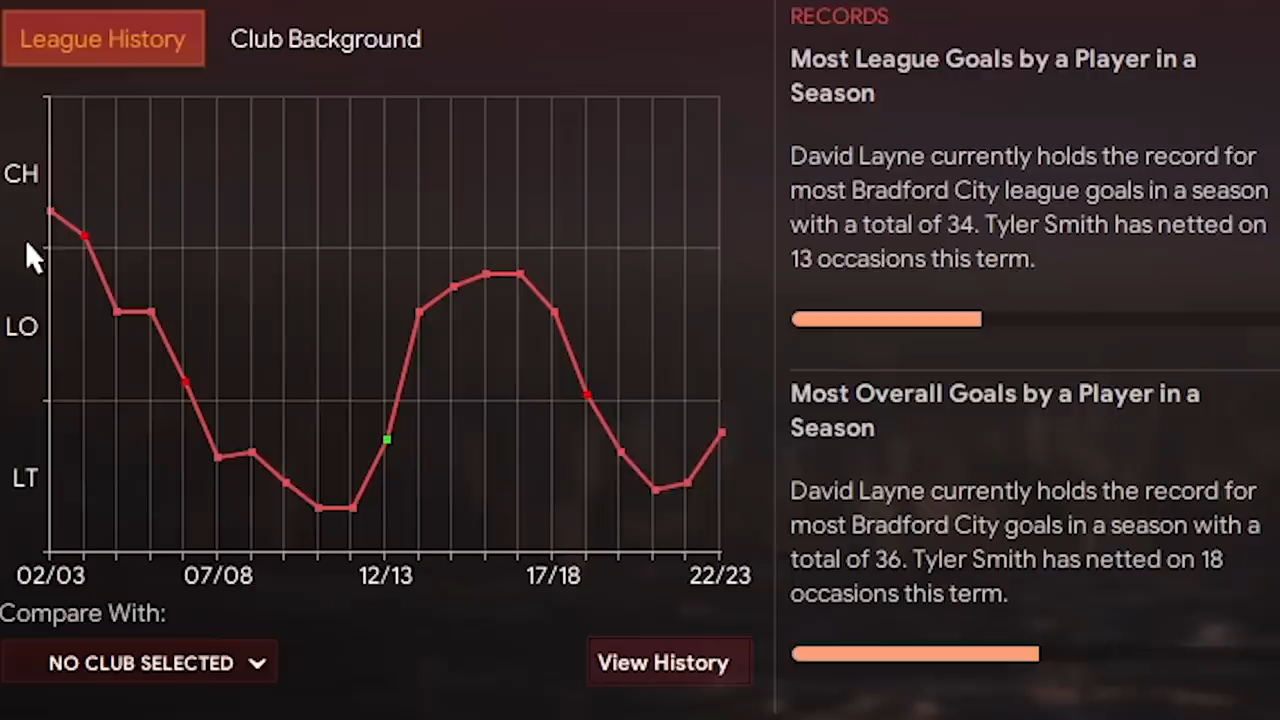 League History
Club Background
CH
LO
LT
02/03
07/08
12/13
17/18
22/23
Compare With:
NO CLUB SELECTED
View History
RECORDS
Most League Goals by a Player in a
Season
David Layne currently holds the record for
most Bradford City league goals in a season
with a total of 34. Tyler Smith has netted on
13 occasions this term.
Most Overall Goals by a Player in a
Season
David Layne currently holds the record for
most Bradford City goals in a season with a
total of 36. Tyler Smith has netted on 18
occasions this term.